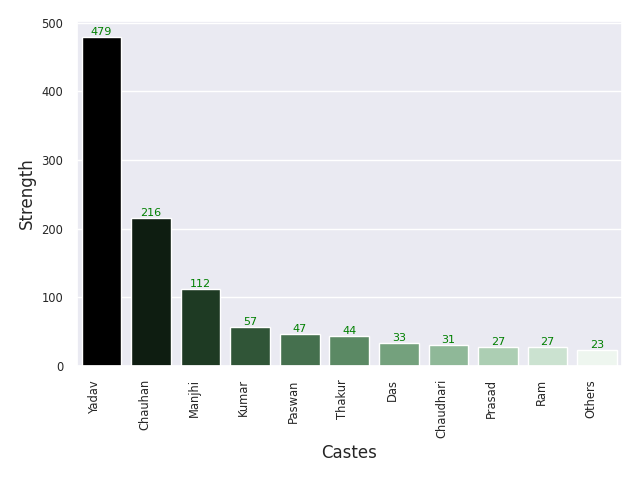 500
400
300
200
100
0
Strength
479
216
112
57
47
44
33
31
27
27
23
Yadav
Chauhan
Manjhi
Kumar
Paswan
Thakur
Das
Chaudhari
Prasad
Ram
Others
Castes